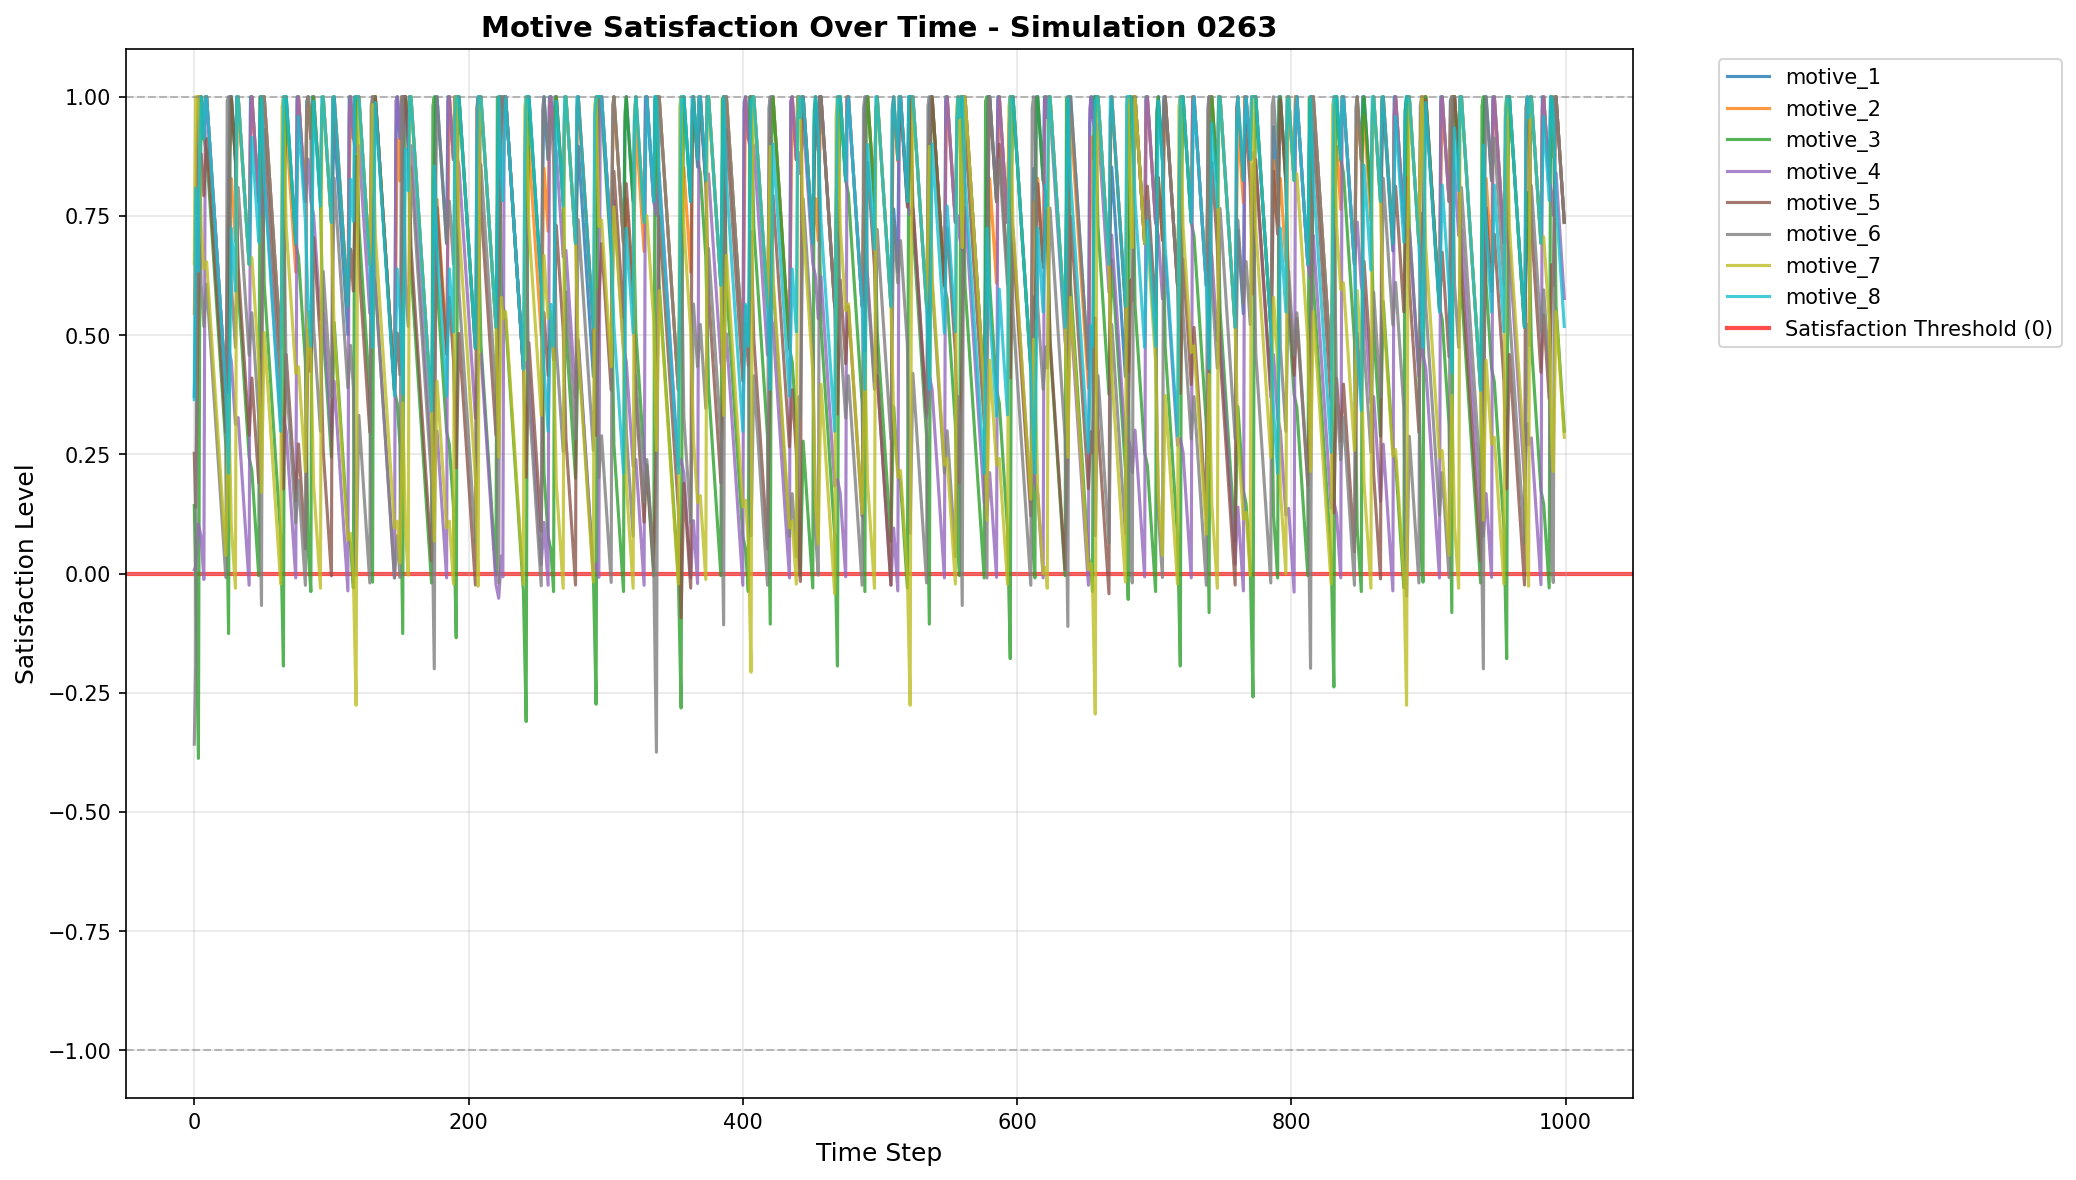 Motive Satisfaction Over Time - Simulation 0263
Satisfaction Level
1.00
0.75
0.50
0.25
0.00
−0.25
−0.50
−0.75
−1.00
0
200
400
600
800
1000
Time Step
motive_1
motive_2
motive_3
motive_4
motive_5
motive_6
motive_7
motive_8
Satisfaction Threshold (0)